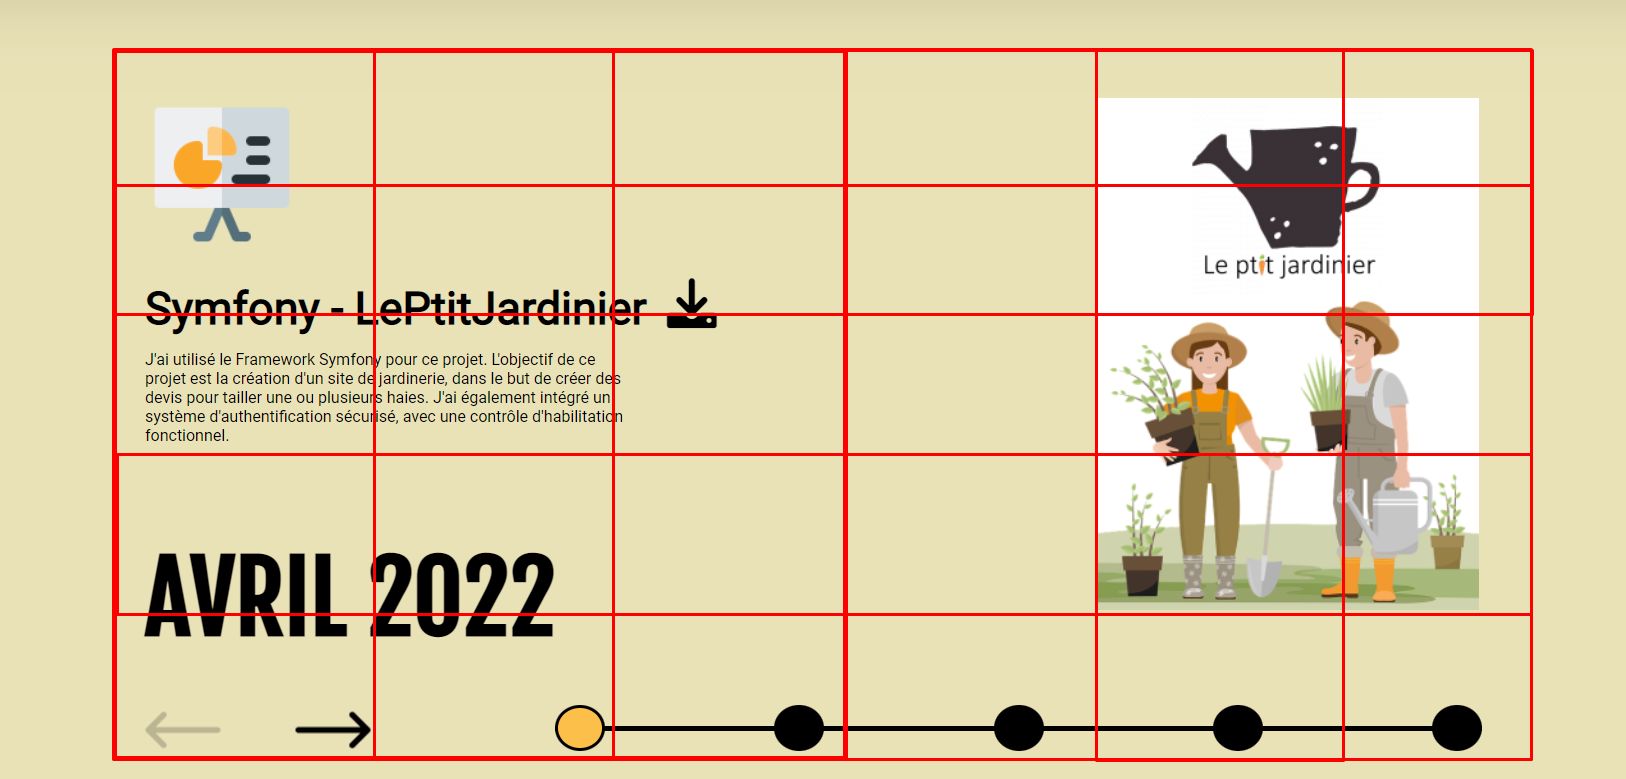 Le ptit jardinier
Symfony - LePtitJardinier
J'ai utilisé le Framework Symfony pour ce projet. L'objectif de ce
projet est la création d'un site de jardinerie, dans le but de créer des
devis pour tailler une ou plusieurs haies. J'ai également intégré un
système d'authentification sécurisé, avec une contrôle d'habilitation
fonctionnel.
AVRIL 2022